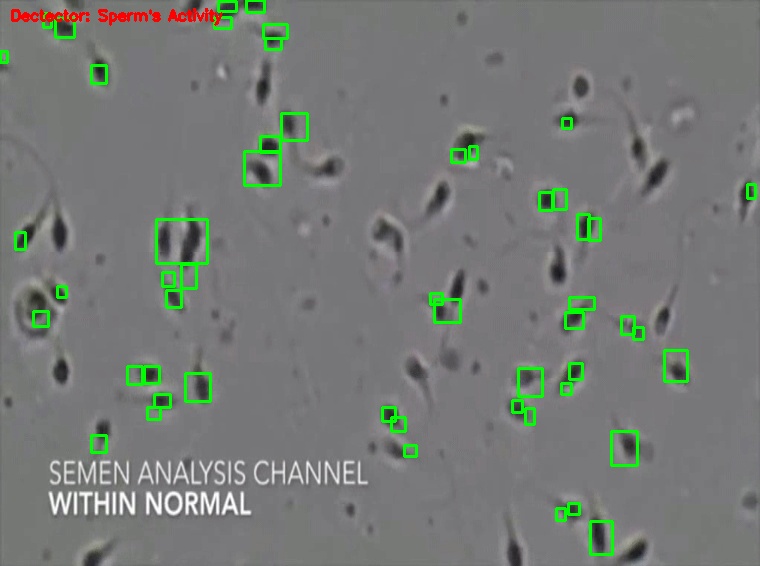 Dectector: Sperm's Activity
SEMEN ANALYSIS CHANNEL
WITHIN NORMAL